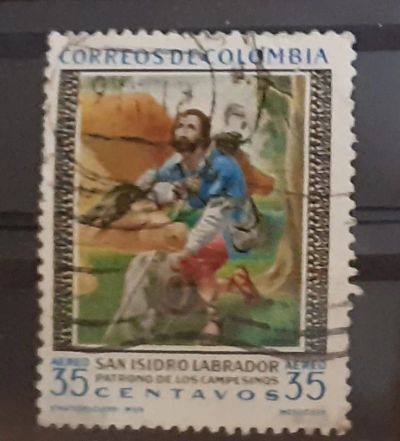 CORREOS DE COLOMBIA
AEREO SAN ISIDRO LABRADOR AEREO
35 PATRONO DE LOS CAMPESINOS 35
CENTAVOS